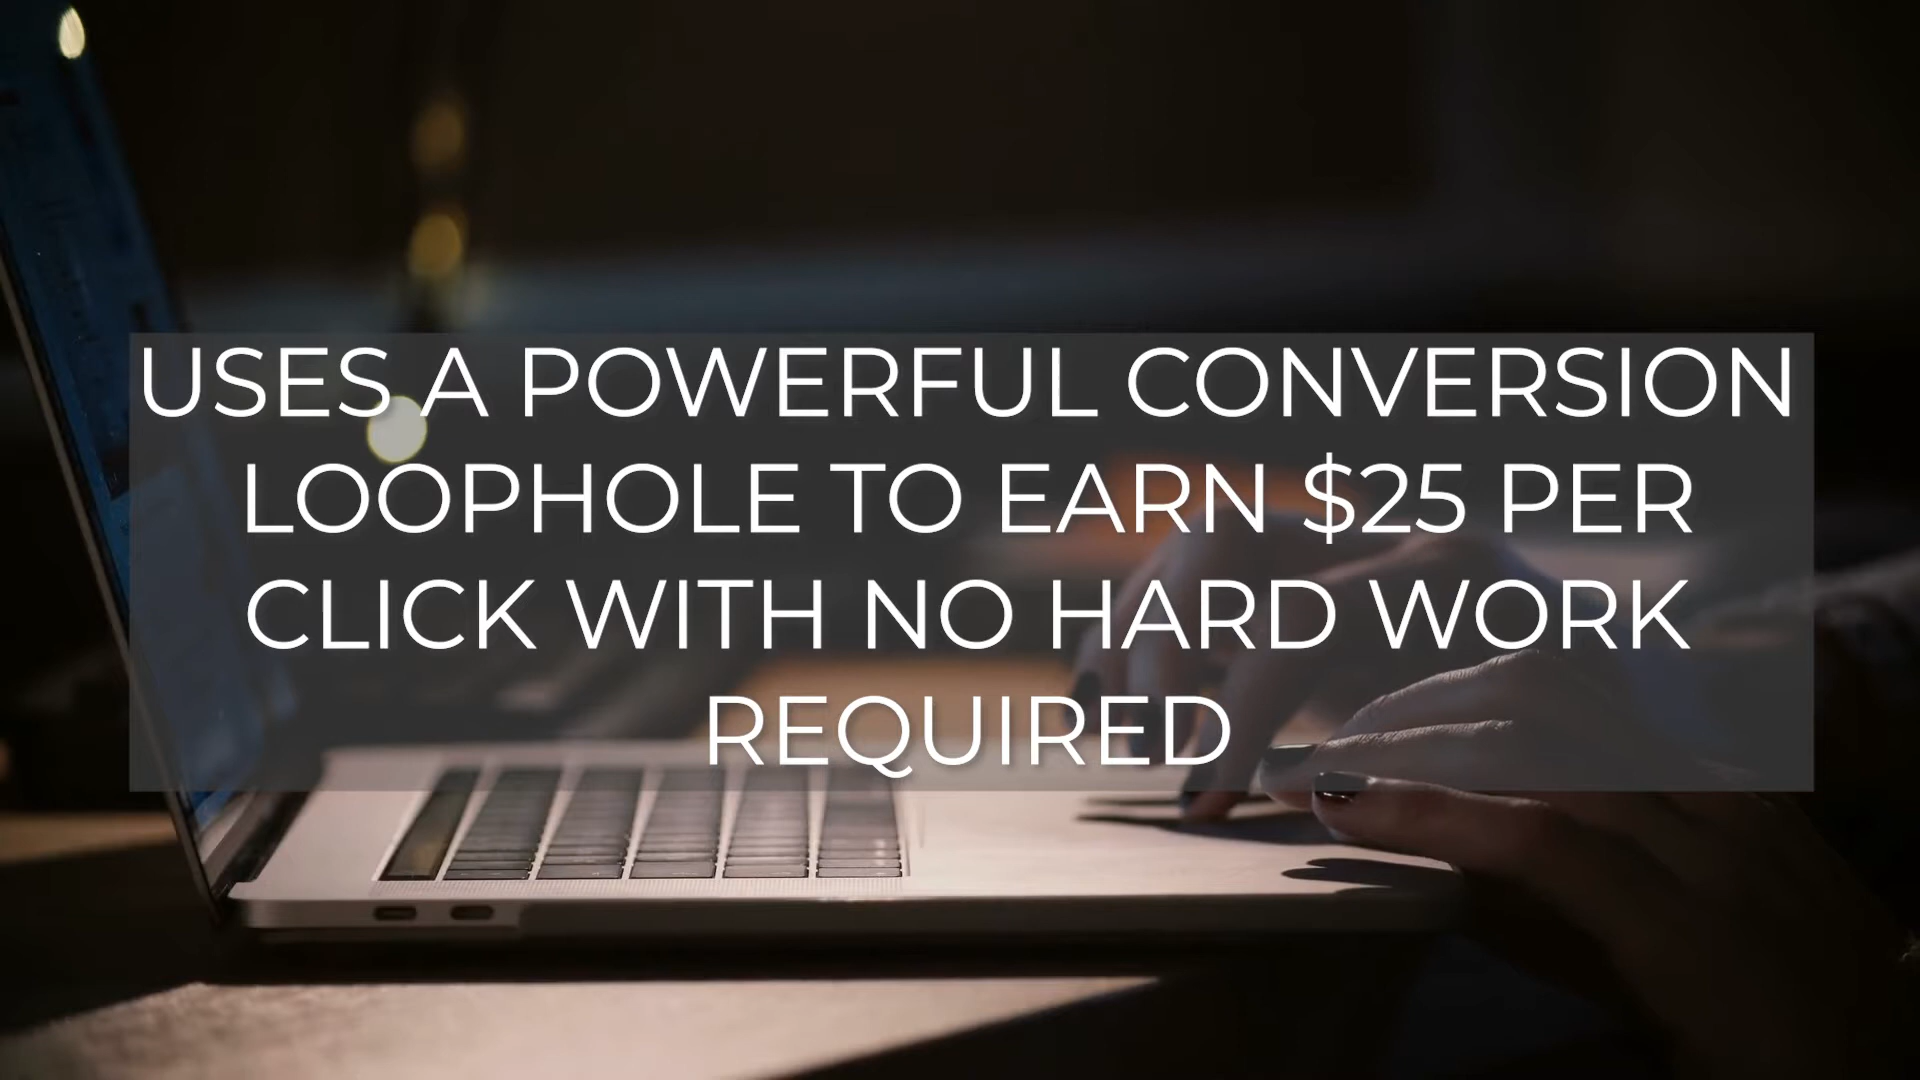 USES A POWERFUL CONVERSION
LOOPHOLE TO EARN $25 PER
CLICK WITH NO HARD WORK
REQUIRED